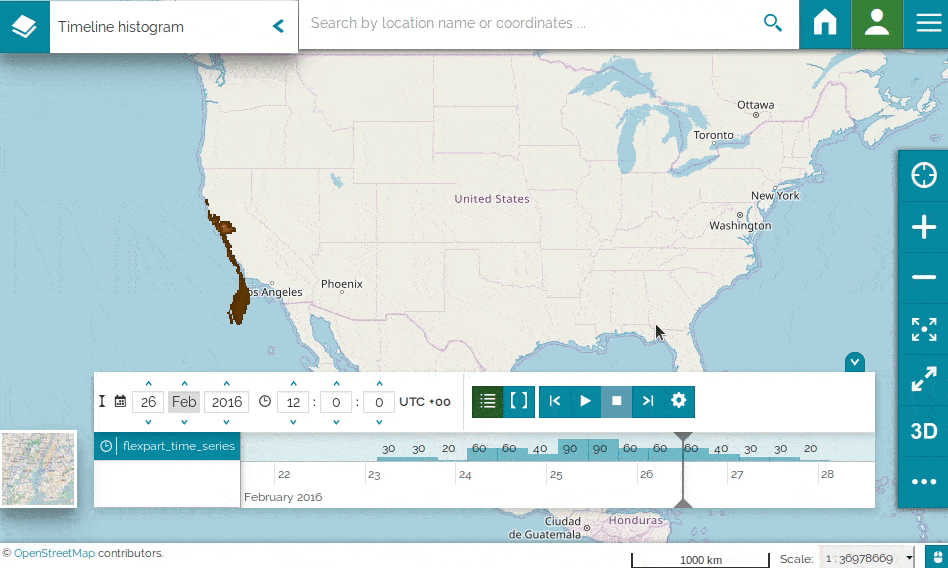 Timeline histogram
Search by location name or coordinates ...
Ottawa
Toronto
United States
New York
Washington
Phoenix
os Angeles
26 Feb 2016 12 : 0 : 0 UTC +00
3D
flexpart_time_series
30 30 20 60 60 40 90 90 60 60 60 40 30 30 20
22 23 24 25 26 27 28
February 2016
Ciudad
de Guatemala
Honduras
© OpenStreetMap contributors.
1000 km
Scale: 1 : 36978669